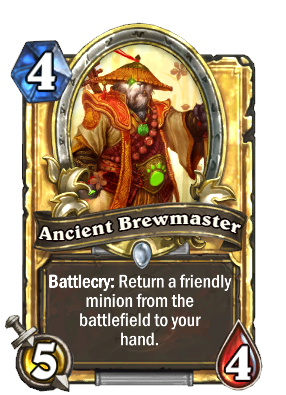 4
Ancient Brewmaster
Battlecry: Return a friendly
minion from the
battlefield to your
hand.
5
4